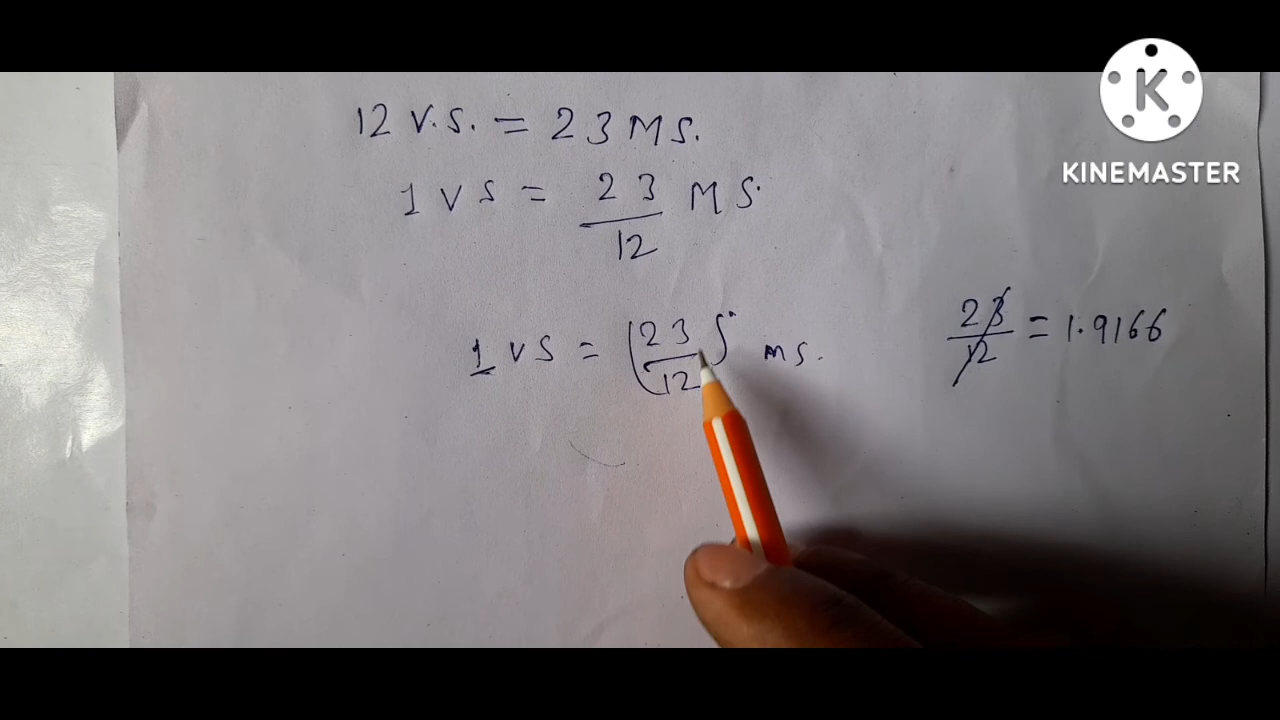 12 V.S. = 23 MS.
1 VS = 23/12 MS.
1 VS = (23/12)° ms.
23/12 = 1.9166
K
KINEMASTER